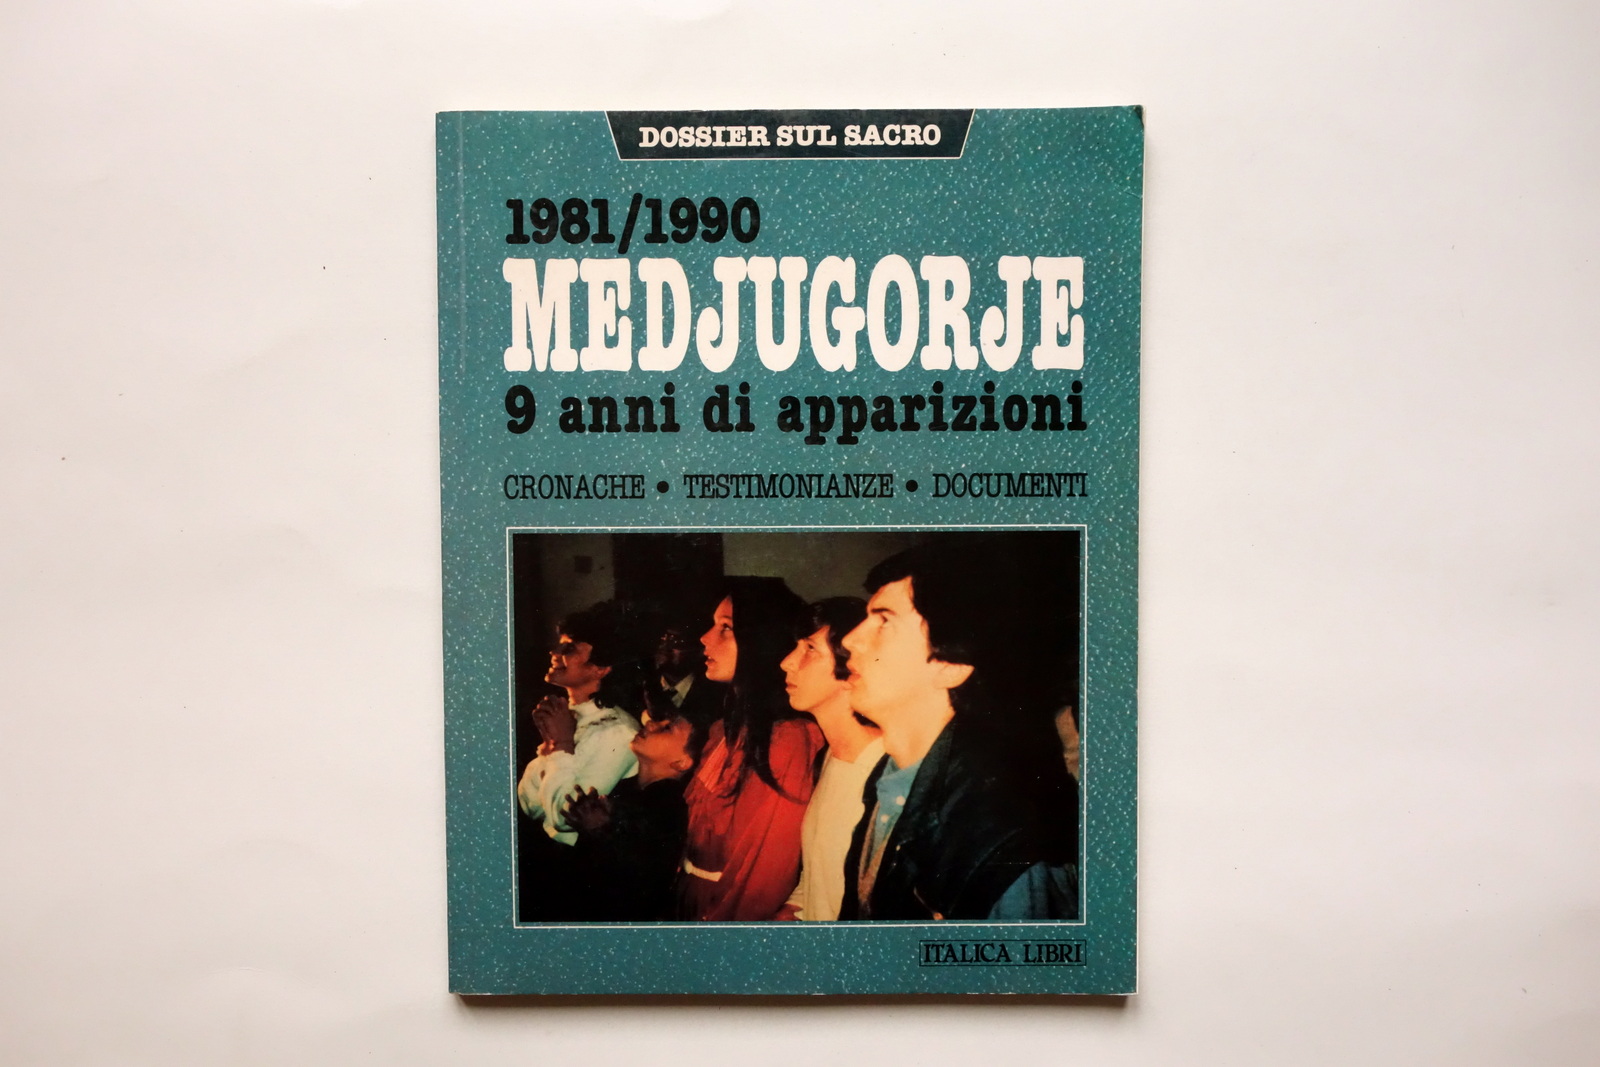 DOSSIER SUL SACRO
1981/1990
MEDJUGORJE
9 anni di apparizioni
CRONACHE • TESTIMONIANZE • DOCUMENTI
ITALICA LIBRI